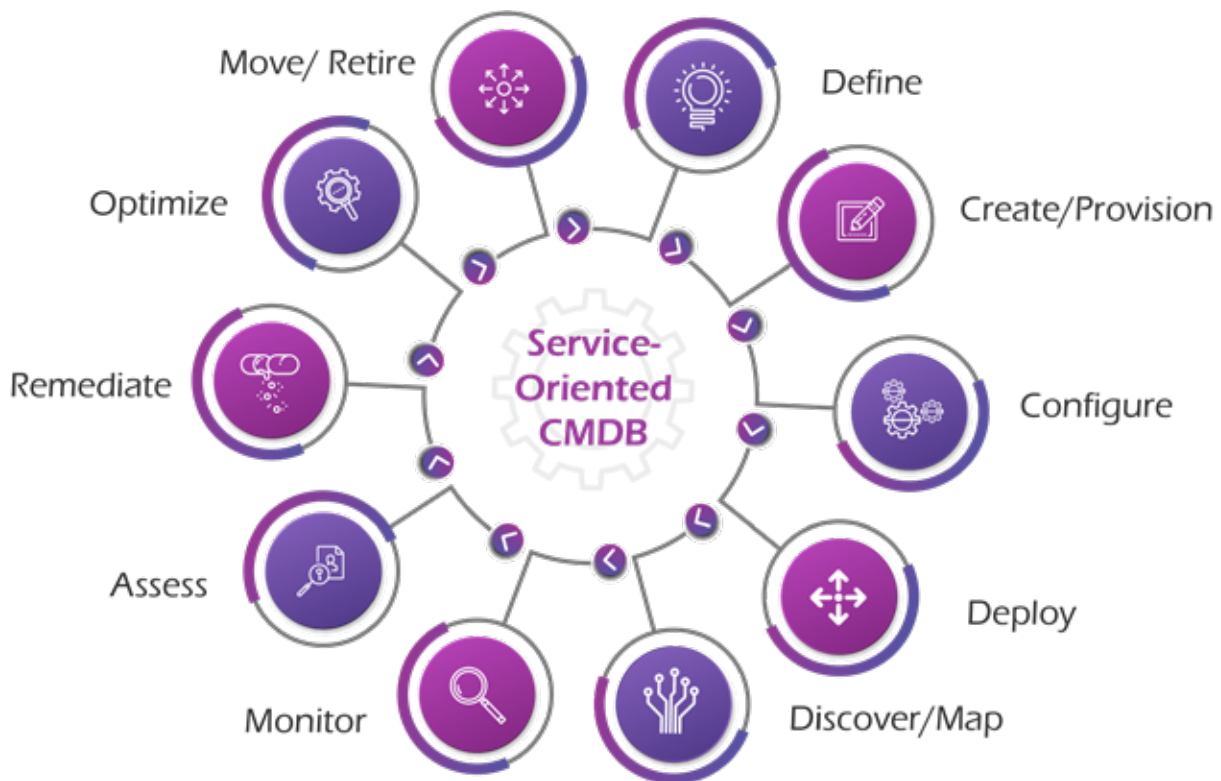 Move/ Retire
Define
Optimize
Create/Provision
Service-
Oriented
CMDB
Remediate
Configure
Assess
Deploy
Monitor
Discover/Map